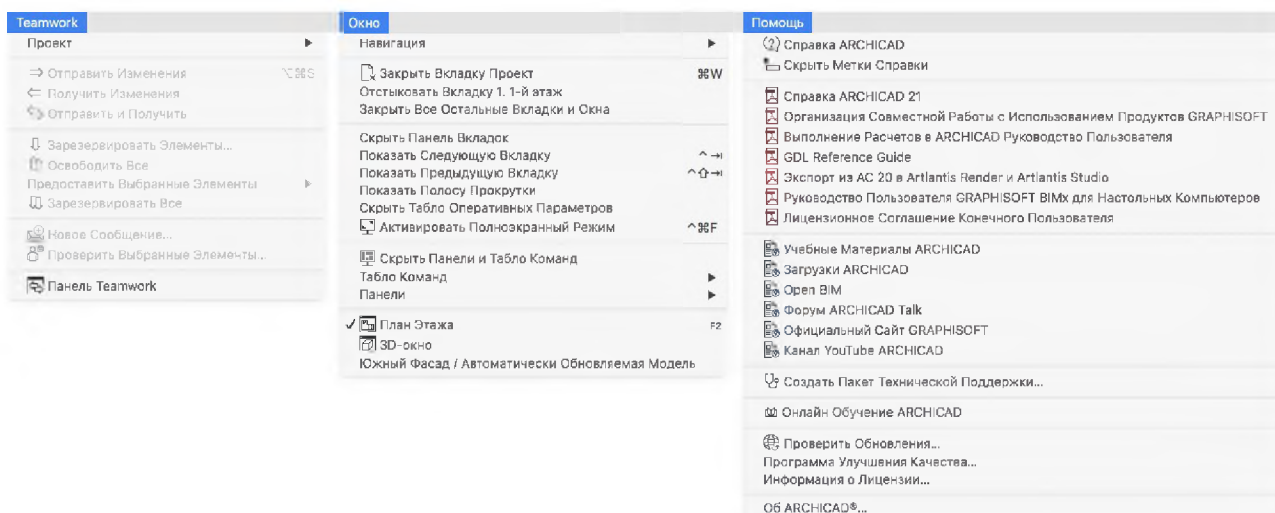 Teamwork
Проект
Отправить Изменения ⌥⌘S
Получить Изменения
Отправить и Получить
Зарезервировать Элементы...
Освободить Все
Предоставить Выбранные Элементы
Зарезервировать Все
Новое Сообщение...
Проверить Выбранные Элементы...
Панель Teamwork
Окно
Навигация
Закрыть Вкладку Проект ⌘W
Отстыковать Вкладку 1. 1-й этаж
Закрыть Все Остальные Вкладки и Окна
Скрыть Панель Вкладок
Показать Следующую Вкладку ^⇥
Показать Предыдущую Вкладку ^⇧⇥
Показать Полосу Прокрутки
Скрыть Табло Оперативных Параметров
Активировать Полноэкранный Режим ^⌘F
Скрыть Панели и Табло Команд
Табло Команд
Панели
✓ План Этажа F2
3D-окно
Южный Фасад / Автоматически Обновляемая Модель
Помощь
Справка ARCHICAD
Скрыть Метки Справки
Справка ARCHICAD 21
Организация Совместной Работы с Использованием Продуктов GRAPHISOFT
Выполнение Расчетов в ARCHICAD Руководство Пользователя
GDL Reference Guide
Экспорт из AC 20 в Artlantis Render и Artlantis Studio
Руководство Пользователя GRAPHISOFT BIMx для Настольных Компьютеров
Лицензионное Соглашение Конечного Пользователя
Учебные Материалы ARCHICAD
Загрузки ARCHICAD
Open BIM
Форум ARCHICAD Talk
Официальный Сайт GRAPHISOFT
Канал YouTube ARCHICAD
Создать Пакет Технической Поддержки...
Онлайн Обучение ARCHICAD
Проверить Обновления...
Программа Улучшения Качества...
Информация о Лицензии...
Об ARCHICAD®...